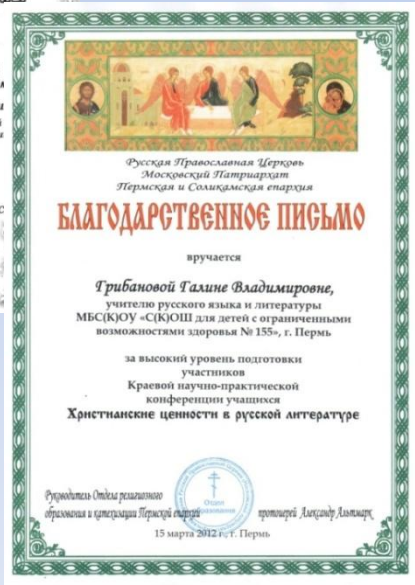 Русская Православная Церковь
Московский Патриархат
Пермская и Соликамская епархия
БЛАГОДАРСТВЕННОЕ ПИСЬМО
вручается
Грибановой Галине Владимировне,
учителю русского языка и литературы
МБС(К)ОУ «С(К)ОШ для детей с ограниченными
возможностями здоровья № 155», г. Пермь
за высокий уровень подготовки
участников
Краевой научно-практической
конференции учащихся
Христианские ценности в русской литературе
Руководитель Отдела религиозного
образования и катехизации Пермской епархии
протоиерей Александр Альтмарк
Отдел
образования
15 марта 2012 г., г. Пермь